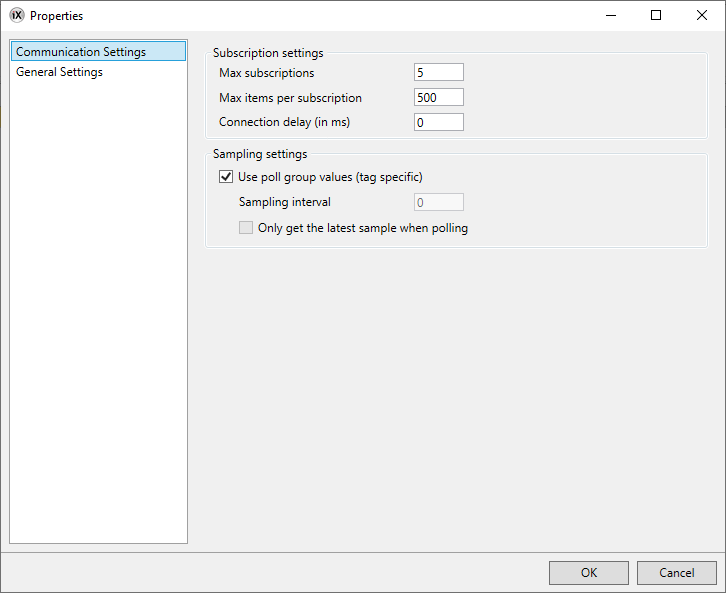 iX Properties
Communication Settings
General Settings
Subscription settings
Max subscriptions 5
Max items per subscription 500
Connection delay (in ms) 0
Sampling settings
Use poll group values (tag specific)
Sampling interval 0
Only get the latest sample when polling
OK Cancel